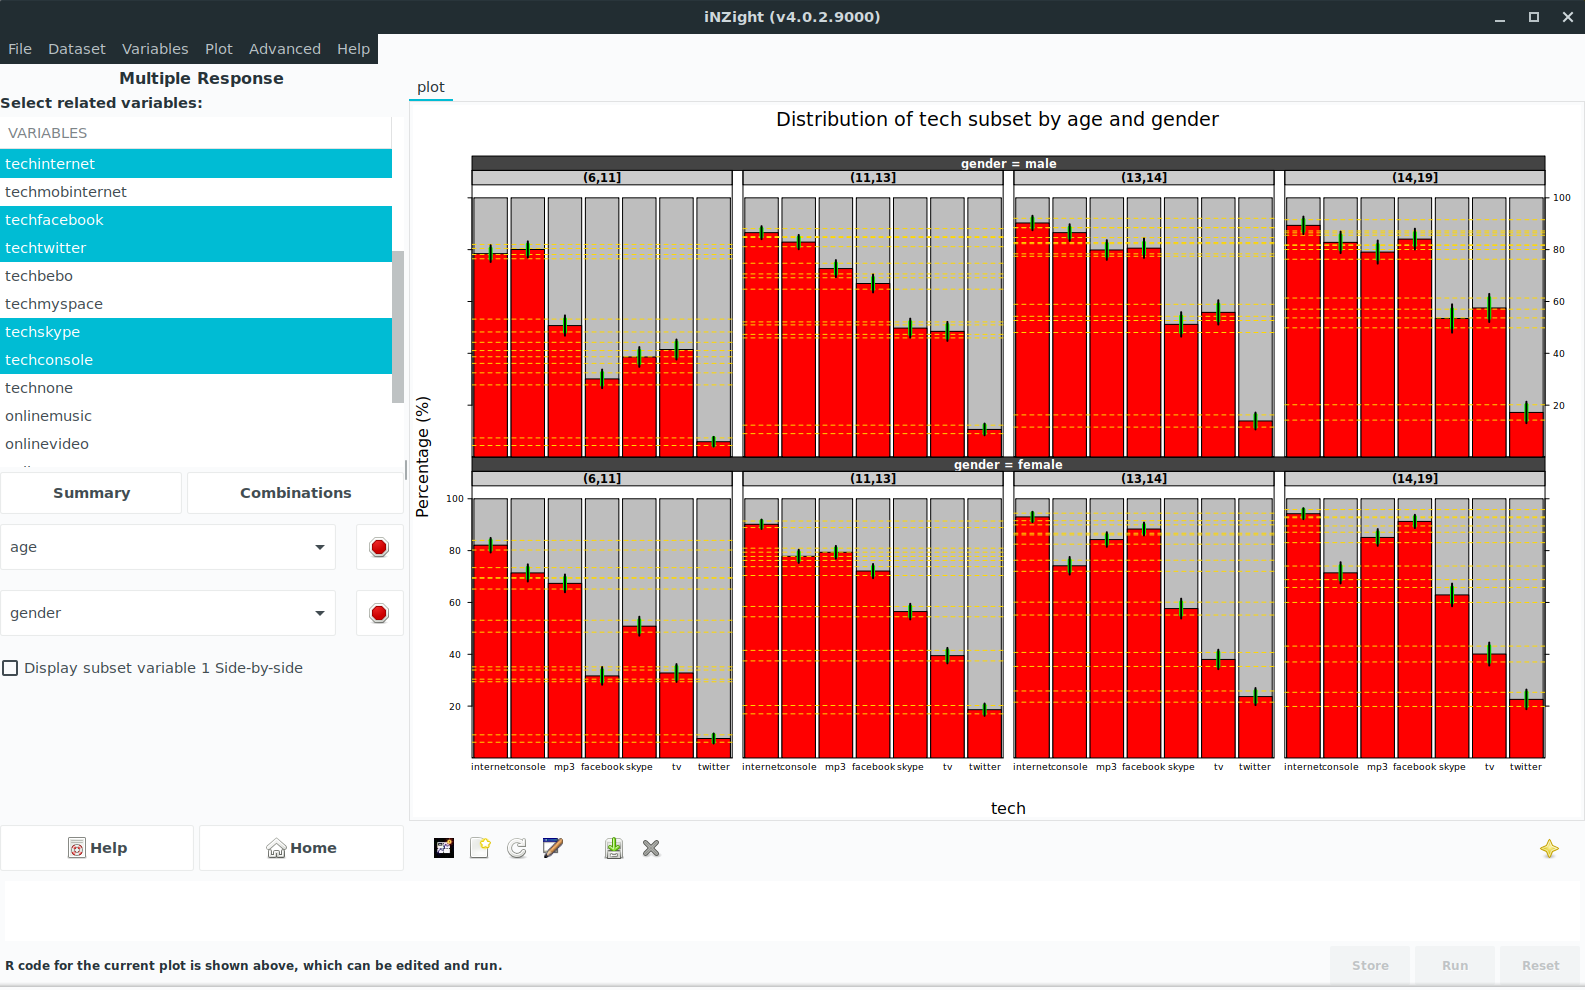 iNZight (v4.0.2.9000)
File Dataset Variables Plot Advanced Help
Multiple Response
Select related variables:
VARIABLES
techinternet
techmobinternet
techfacebook
techtwitter
techbebo
techmyspace
techskype
techconsole
technone
onlinemusic
onlinevideo
Summary
Combinations
age
gender
Display subset variable 1 Side-by-side
Help
Home
plot
Distribution of tech subset by age and gender
gender = male
(6,11] (11,13] (13,14] (14,19]
100
80
60
40
20
Percentage (%)
gender = female
(6,11] (11,13] (13,14] (14,19]
100
80
60
40
20
internet console mp3 facebook skype tv twitter internet console mp3 facebook skype tv twitter internet console mp3 facebook skype tv twitter internet console mp3 facebook skype tv twitter
tech
R code for the current plot is shown above, which can be edited and run.
Store
Run
Reset